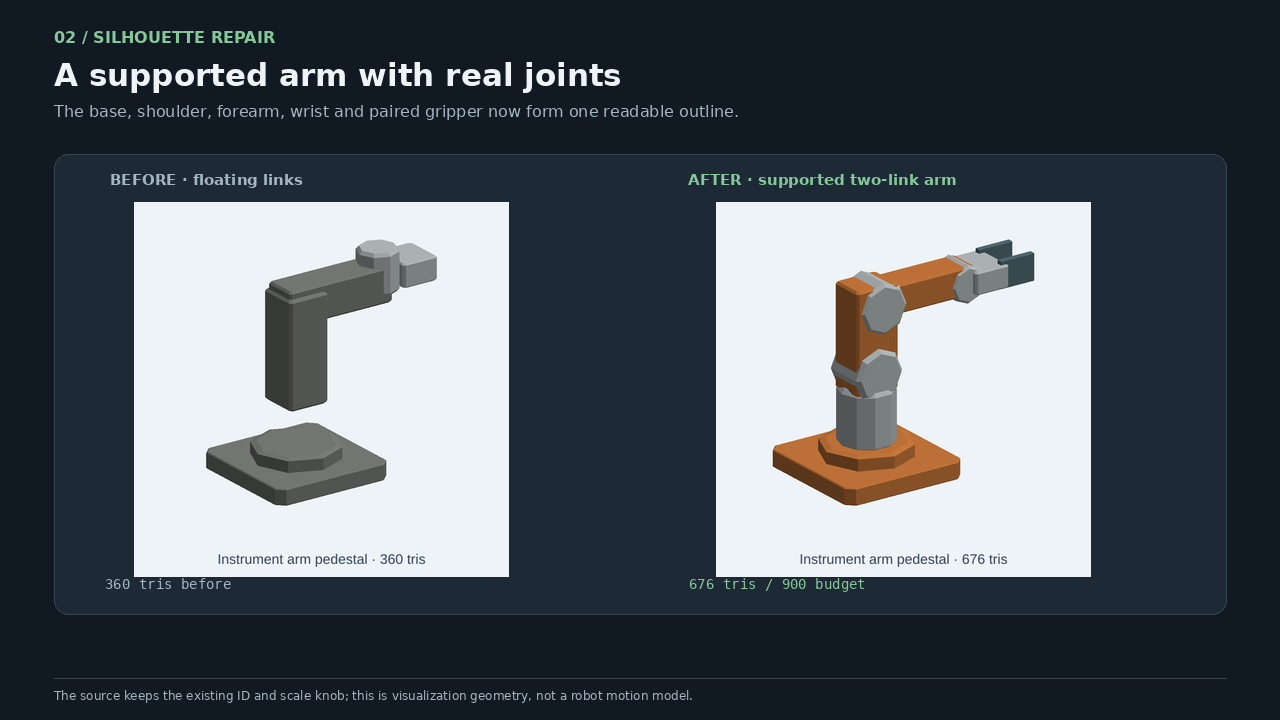 02 / SILHOUETTE REPAIR
A supported arm with real joints
The base, shoulder, forearm, wrist and paired gripper now form one readable outline.
BEFORE · floating links
AFTER · supported two-link arm
Instrument arm pedestal · 360 tris
Instrument arm pedestal · 676 tris
360 tris before
676 tris / 900 budget
The source keeps the existing ID and scale knob; this is visualization geometry, not a robot motion model.